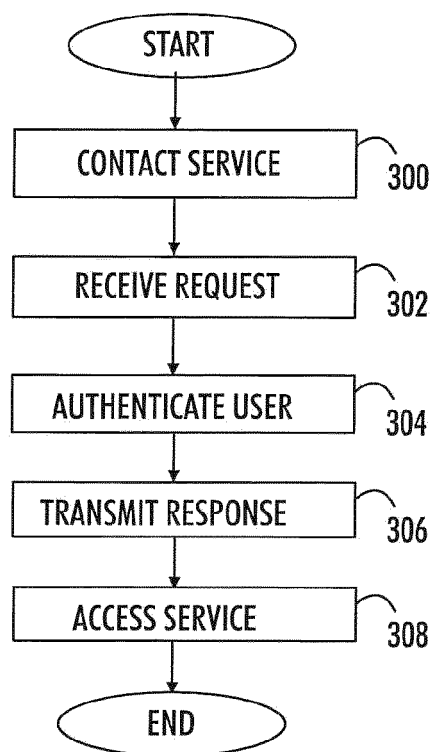 START
CONTACT SERVICE
300
RECEIVE REQUEST
302
AUTHENTICATE USER
304
TRANSMIT RESPONSE
306
ACCESS SERVICE
308
END